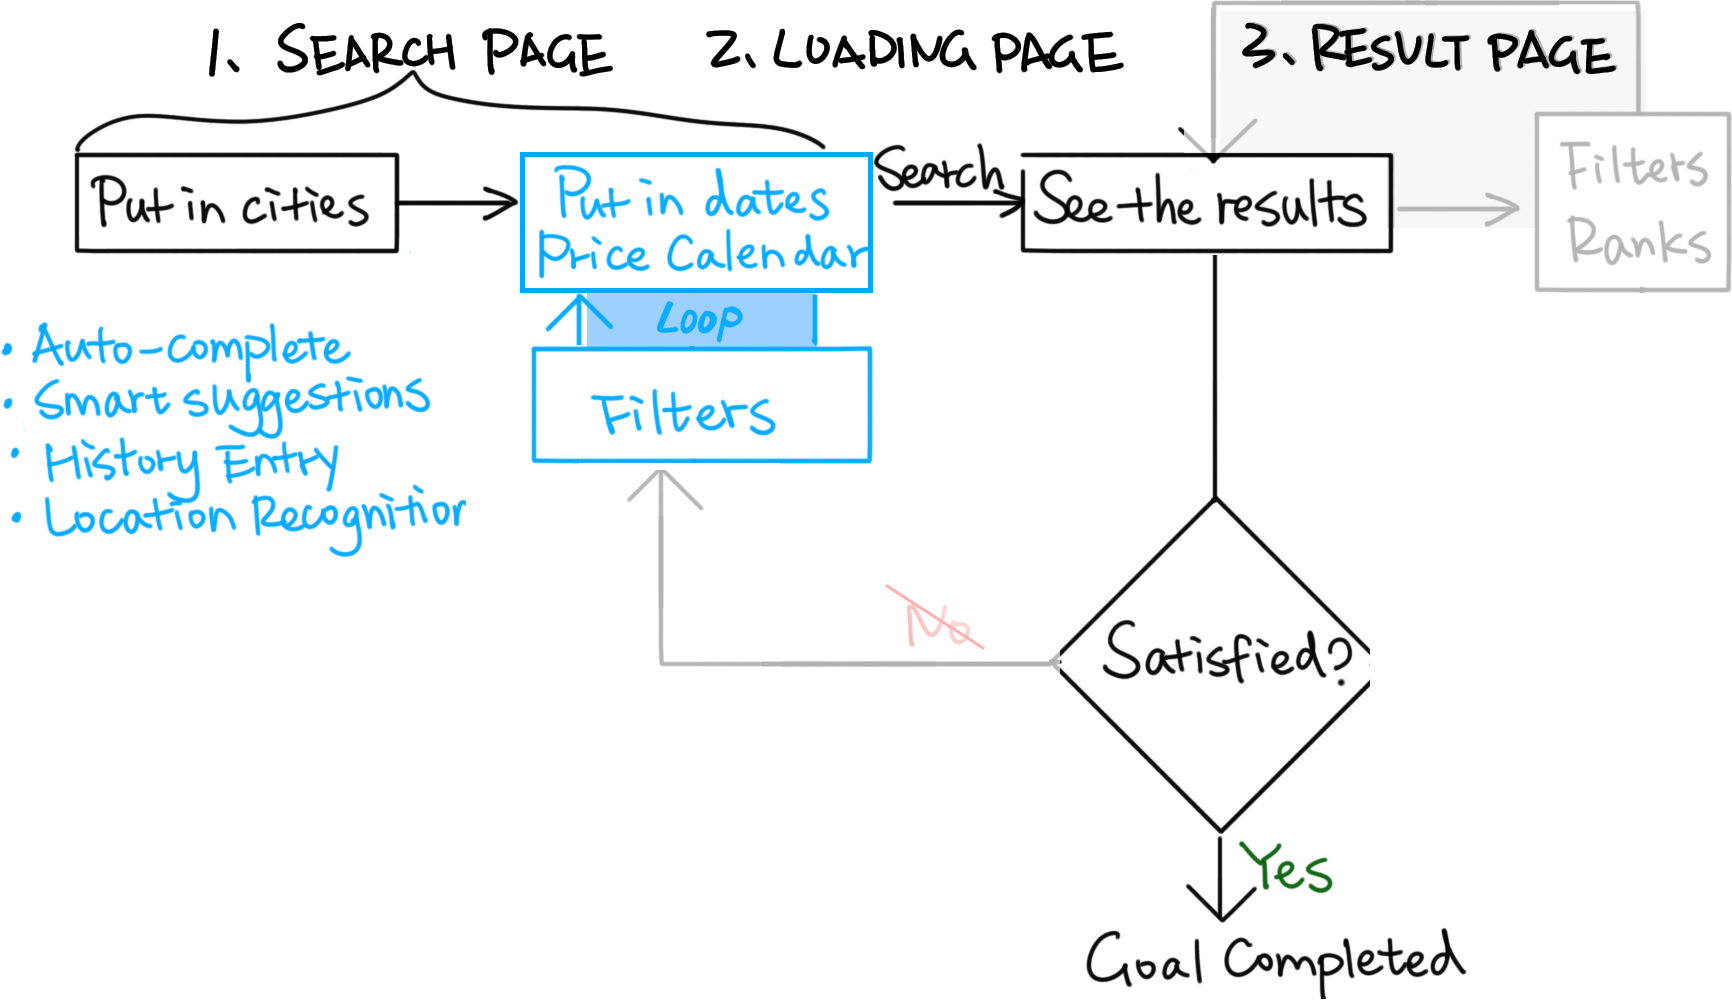 1. SEARCH PAGE
2. LOADING PAGE
3. RESULT PAGE
Put in cities
Put in dates
Price Calendar
Search
See the results
Filters
Ranks
Loop
Filters
• Auto-complete
• Smart suggestions
• History Entry
• Location Recognition
No
Satisfied?
Yes
Goal Completed